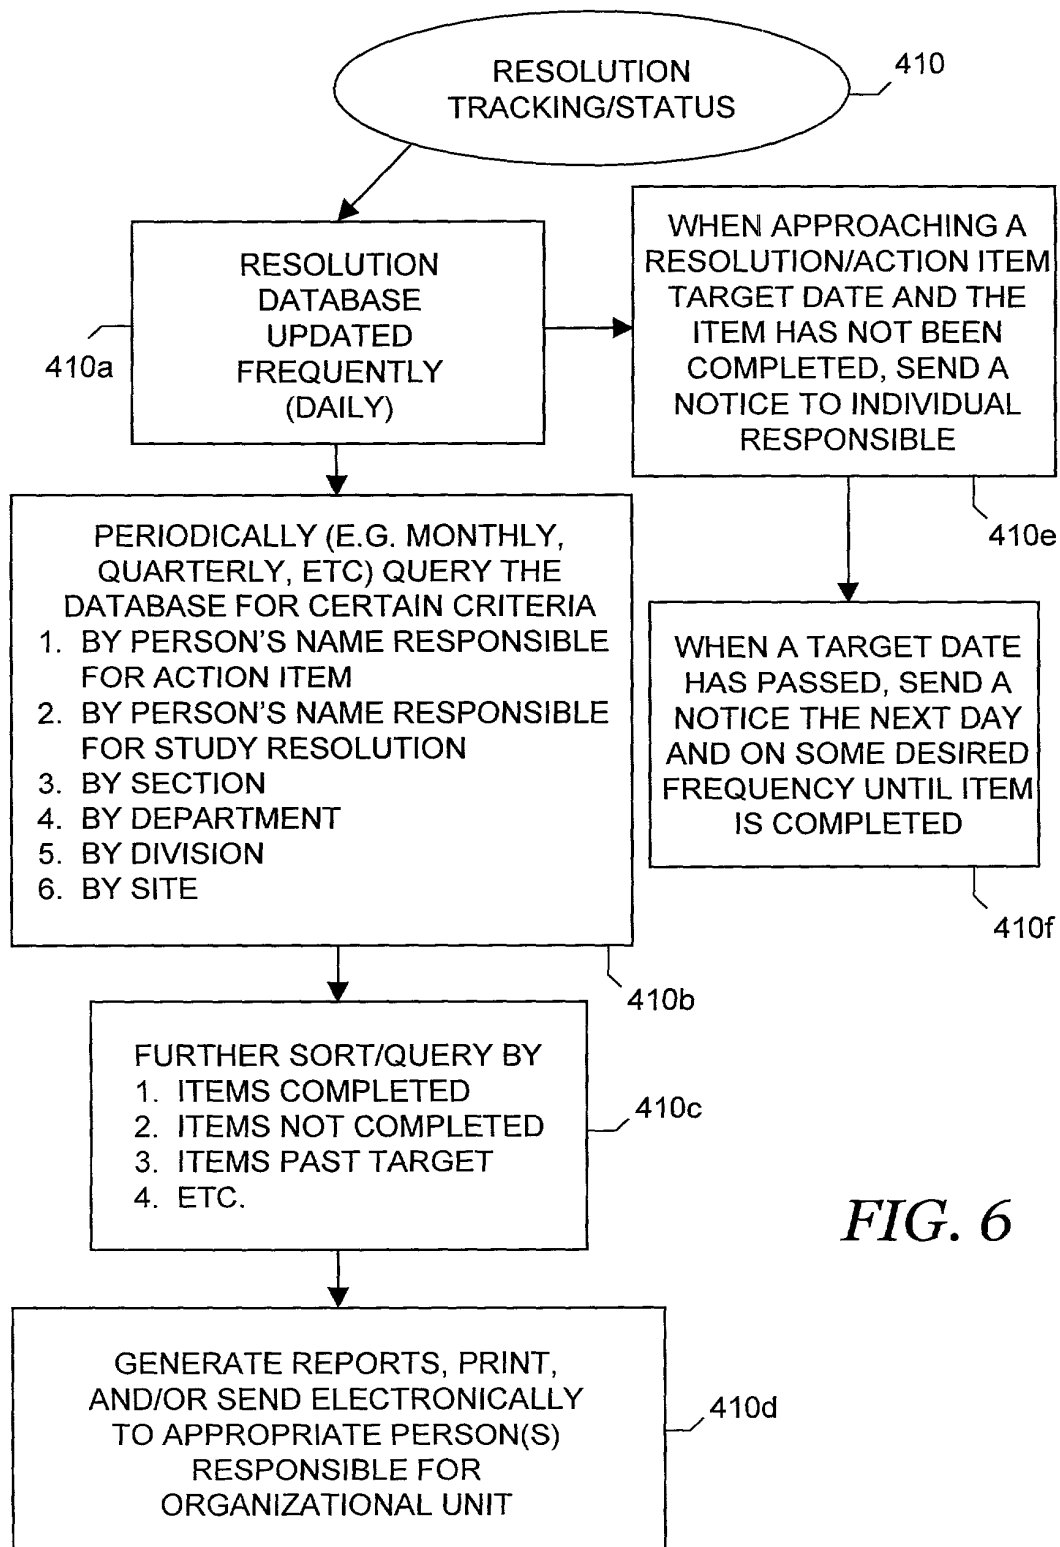 RESOLUTION
TRACKING/STATUS
410
RESOLUTION
DATABASE
UPDATED
FREQUENTLY
(DAILY)
410a
WHEN APPROACHING A
RESOLUTION/ACTION ITEM
TARGET DATE AND THE
ITEM HAS NOT BEEN
COMPLETED, SEND A
NOTICE TO INDIVIDUAL
RESPONSIBLE
410e
PERIODICALLY (E.G. MONTHLY,
QUARTERLY, ETC) QUERY THE
DATABASE FOR CERTAIN CRITERIA
1. BY PERSON'S NAME RESPONSIBLE
FOR ACTION ITEM
2. BY PERSON'S NAME RESPONSIBLE
FOR STUDY RESOLUTION
3. BY SECTION
4. BY DEPARTMENT
5. BY DIVISION
6. BY SITE
410b
WHEN A TARGET DATE
HAS PASSED, SEND A
NOTICE THE NEXT DAY
AND ON SOME DESIRED
FREQUENCY UNTIL ITEM
IS COMPLETED
410f
FURTHER SORT/QUERY BY
1. ITEMS COMPLETED
2. ITEMS NOT COMPLETED
3. ITEMS PAST TARGET
4. ETC.
410c
FIG. 6
GENERATE REPORTS, PRINT,
AND/OR SEND ELECTRONICALLY
TO APPROPRIATE PERSON(S)
RESPONSIBLE FOR
ORGANIZATIONAL UNIT
410d